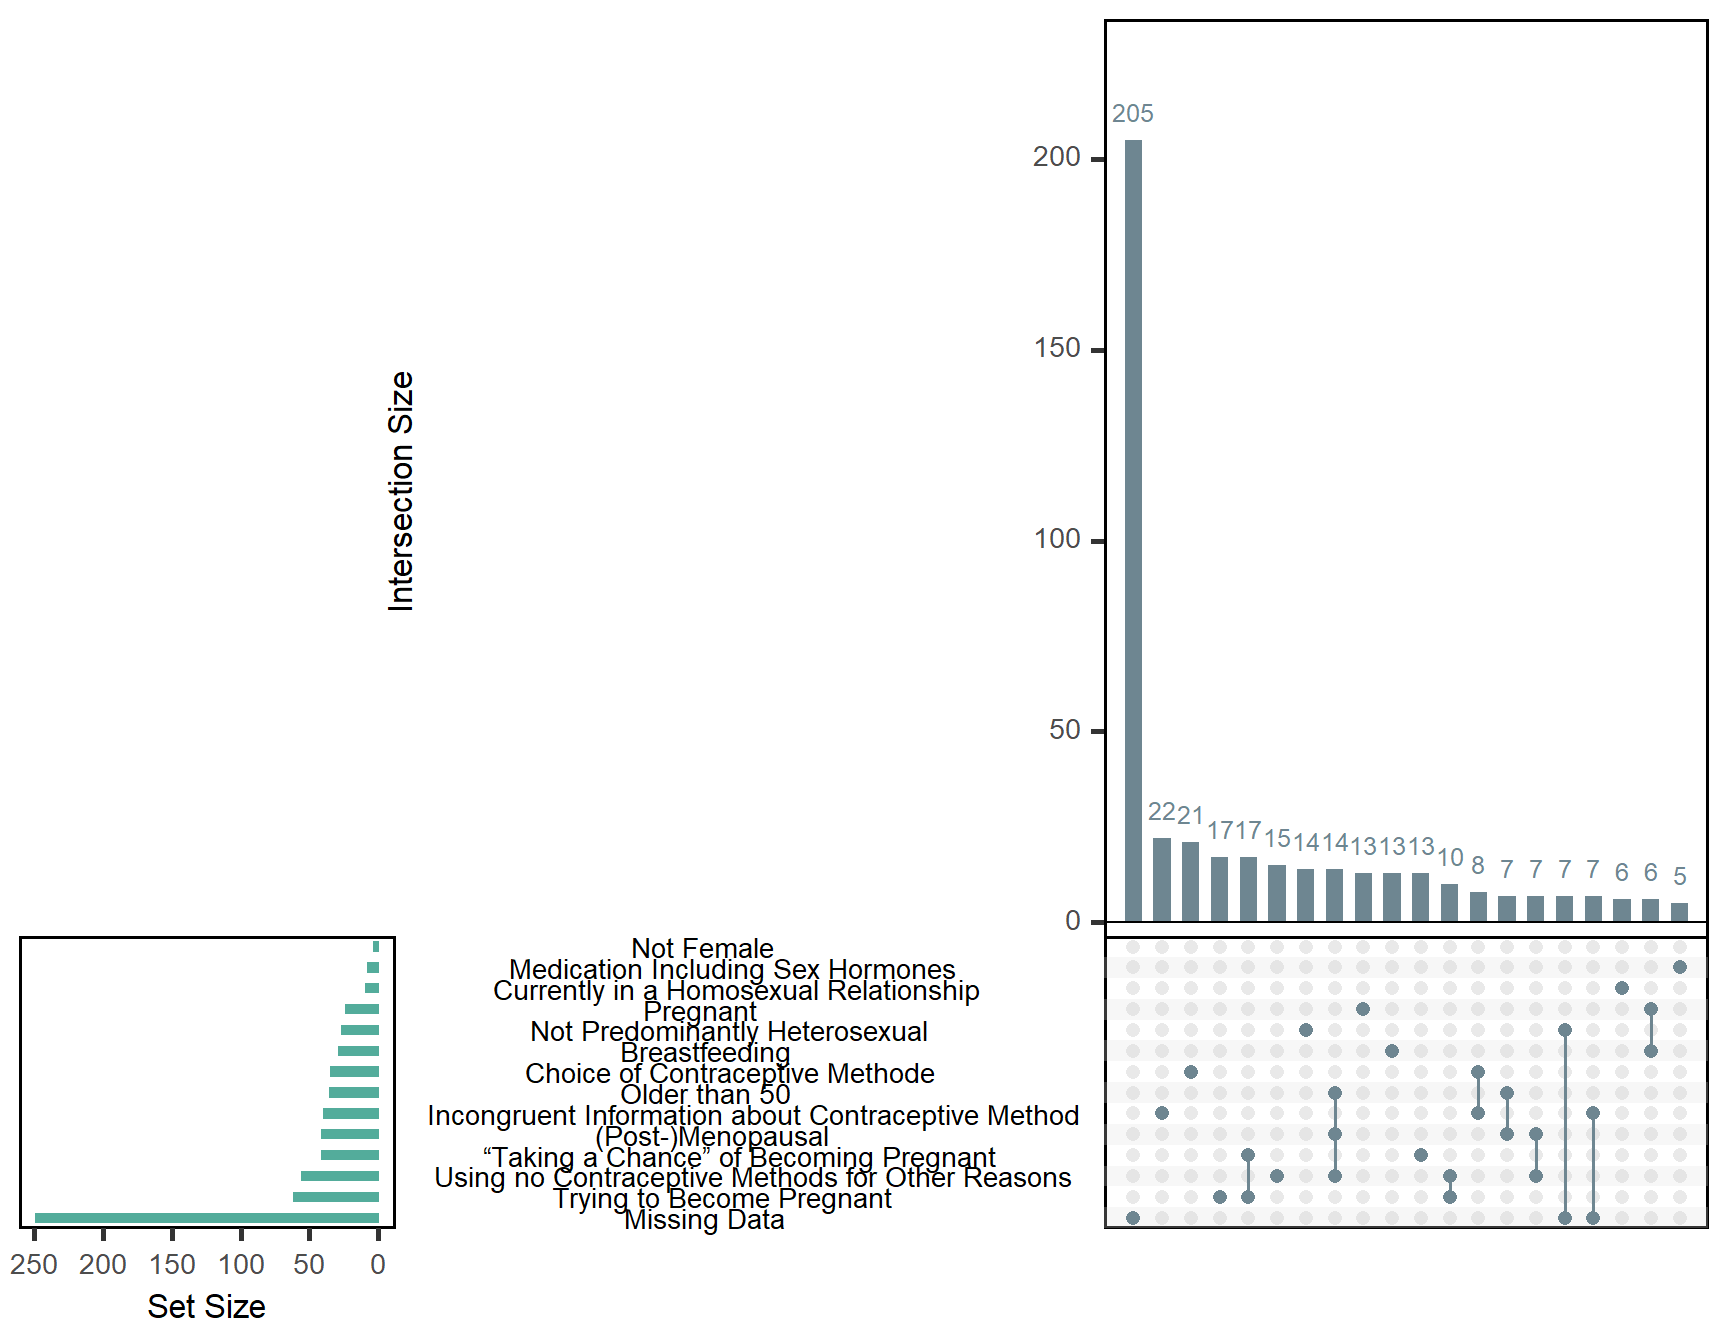 205
200
150
100
50
0
Intersection Size
22 21 17 17 15 14 14 13 13 13 10 8 7 7 7 7 6 6 5
Not Female
Medication Including Sex Hormones
Currently in a Homosexual Relationship
Pregnant
Not Predominantly Heterosexual
Breastfeeding
Choice of Contraceptive Methode
Older than 50
Incongruent Information about Contraceptive Method
(Post-)Menopausal
“Taking a Chance” of Becoming Pregnant
Using no Contraceptive Methods for Other Reasons
Trying to Become Pregnant
Missing Data
250 200 150 100 50 0
Set Size